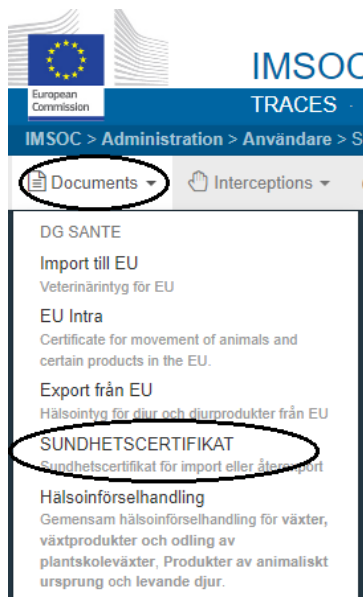 European
Commission
IMSOC
TRACES
IMSOC > Administration > Användare > S
Documents
Interceptions
DG SANTE
Import till EU
Veterinärintyg för EU
EU Intra
Certificate for movement of animals and
certain products in the EU.
Export från EU
Hälsointyg för djur och djurprodukter från EU
SUNDHETSCERTIFIKAT
Sundhetscertifikat för import eller återexport
Hälsoinförselhandling
Gemensam hälsoinförselhandling för växter,
växtprodukter och odling av
plantskoleväxter, Produkter av animaliskt
ursprung och levande djur.